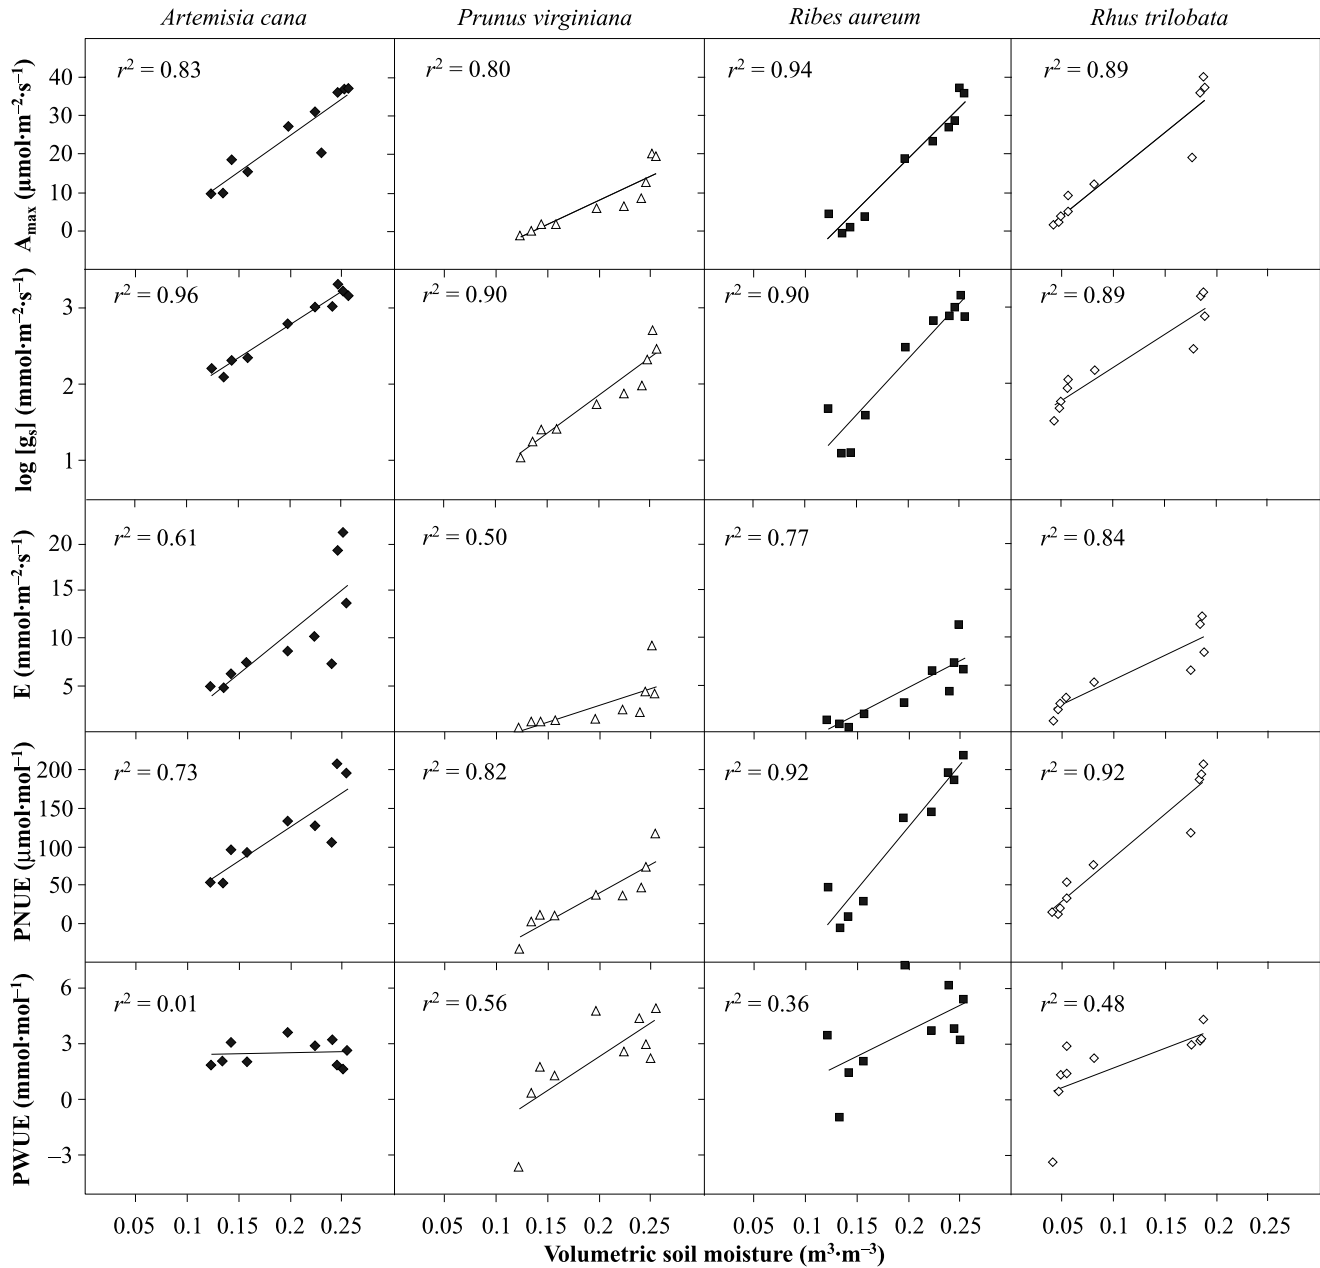 Artemisia cana Prunus virginiana Ribes aureum Rhus trilobata
A_max (μmol·m⁻²·s⁻¹)
40
30
20
10
0
r² = 0.83 r² = 0.80 r² = 0.94 r² = 0.89
log [g_s] (mmol·m⁻²·s⁻¹)
3
2
1
r² = 0.96 r² = 0.90 r² = 0.90 r² = 0.89
E (mmol·m⁻²·s⁻¹)
20
15
10
5
r² = 0.61 r² = 0.50 r² = 0.77 r² = 0.84
PNUE (μmol·mol⁻¹)
200
150
100
50
0
r² = 0.73 r² = 0.82 r² = 0.92 r² = 0.92
PWUE (mmol·mol⁻¹)
6
3
0
−3
r² = 0.01 r² = 0.56 r² = 0.36 r² = 0.48
0.05 0.1 0.15 0.2 0.25 0.05 0.1 0.15 0.2 0.25 0.05 0.1 0.15 0.2 0.25 0.05 0.1 0.15 0.2 0.25
Volumetric soil moisture (m³·m⁻³)